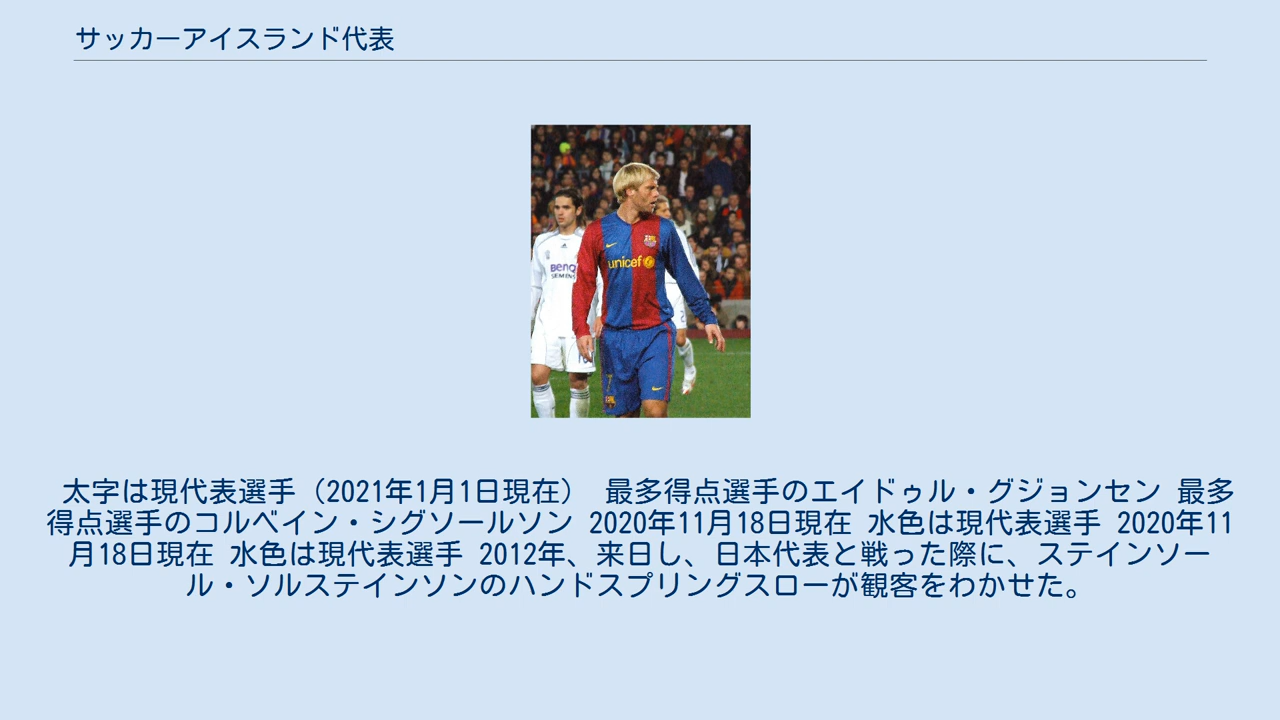 サッカーアイスランド代表
BenQ
SIEMENS
unicef
太字は現代表選手（2021年1月1日現在） 最多得点選手のエイドゥル・グジョンセン 最多
得点選手のコルベイン・シグソールソン 2020年11月18日現在 水色は現代表選手 2020年11
月18日現在 水色は現代表選手 2012年、来日し、日本代表と戦った際に、ステインソー
ル・ソルステインソンのハンドスプリングスローが観客をわかせた。